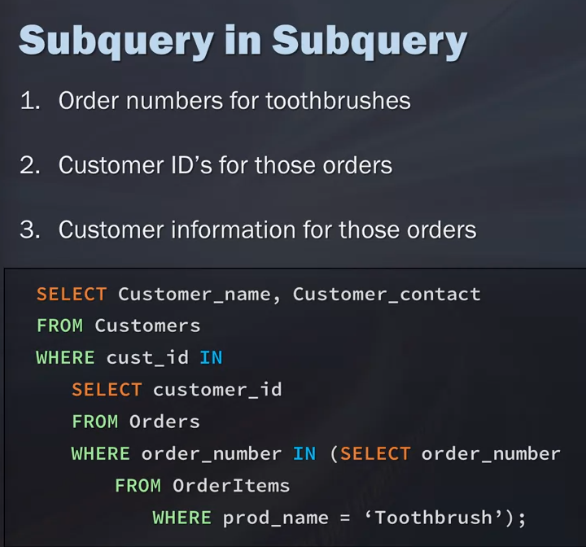 Subquery in Subquery
1. Order numbers for toothbrushes
2. Customer ID’s for those orders
3. Customer information for those orders
SELECT Customer_name, Customer_contact
FROM Customers
WHERE cust_id IN
SELECT customer_id
FROM Orders
WHERE order_number IN (SELECT order_number
FROM OrderItems
WHERE prod_name = ‘Toothbrush’);